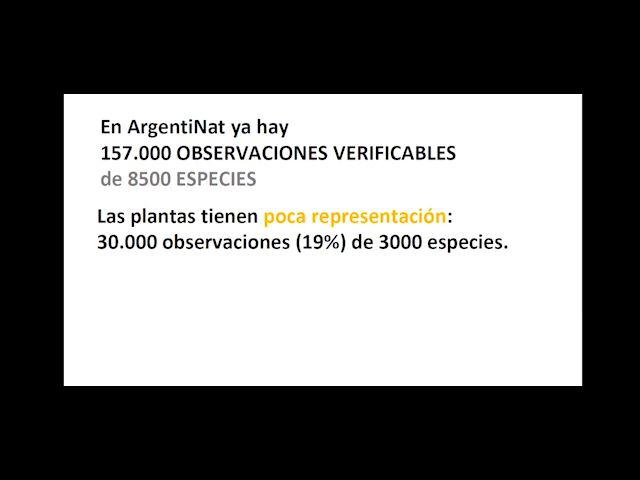 En ArgentiNat ya hay
157.000 OBSERVACIONES VERIFICABLES
de 8500 ESPECIES
Las plantas tienen poca representación:
30.000 observaciones (19%) de 3000 especies.